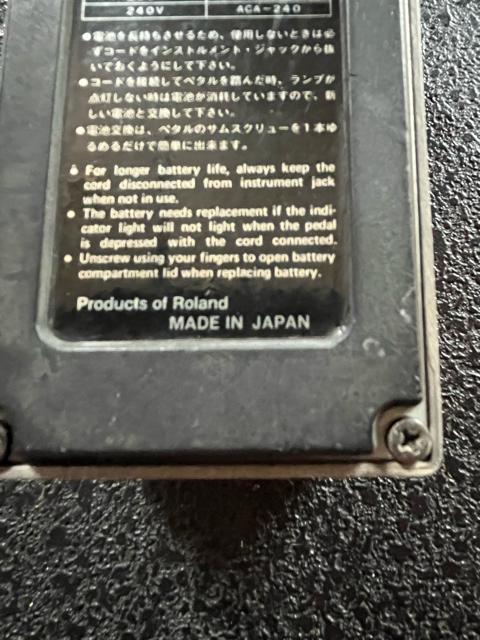 240V ACA-240
●電池を長持ちさせるため、使用しないときは必
ずコードをインストルメント・ジャックから抜
いておくようにして下さい。
●コードを接続してペダルを踏んだ時、ランプが
点灯しない時は電池が消耗していますので、新
しい電池と交換して下さい。
●電池交換は、ペダルのサムスクリューを1本ゆ
るめるだけで簡単に出来ます。
● For longer battery life, always keep the
cord disconnected from instrument jack
when not in use.
● The battery needs replacement if the indi-
cator light will not light when the pedal
is depressed with the cord connected.
● Unscrew using your fingers to open battery
compartment lid when replacing battery.
Products of Roland
MADE IN JAPAN